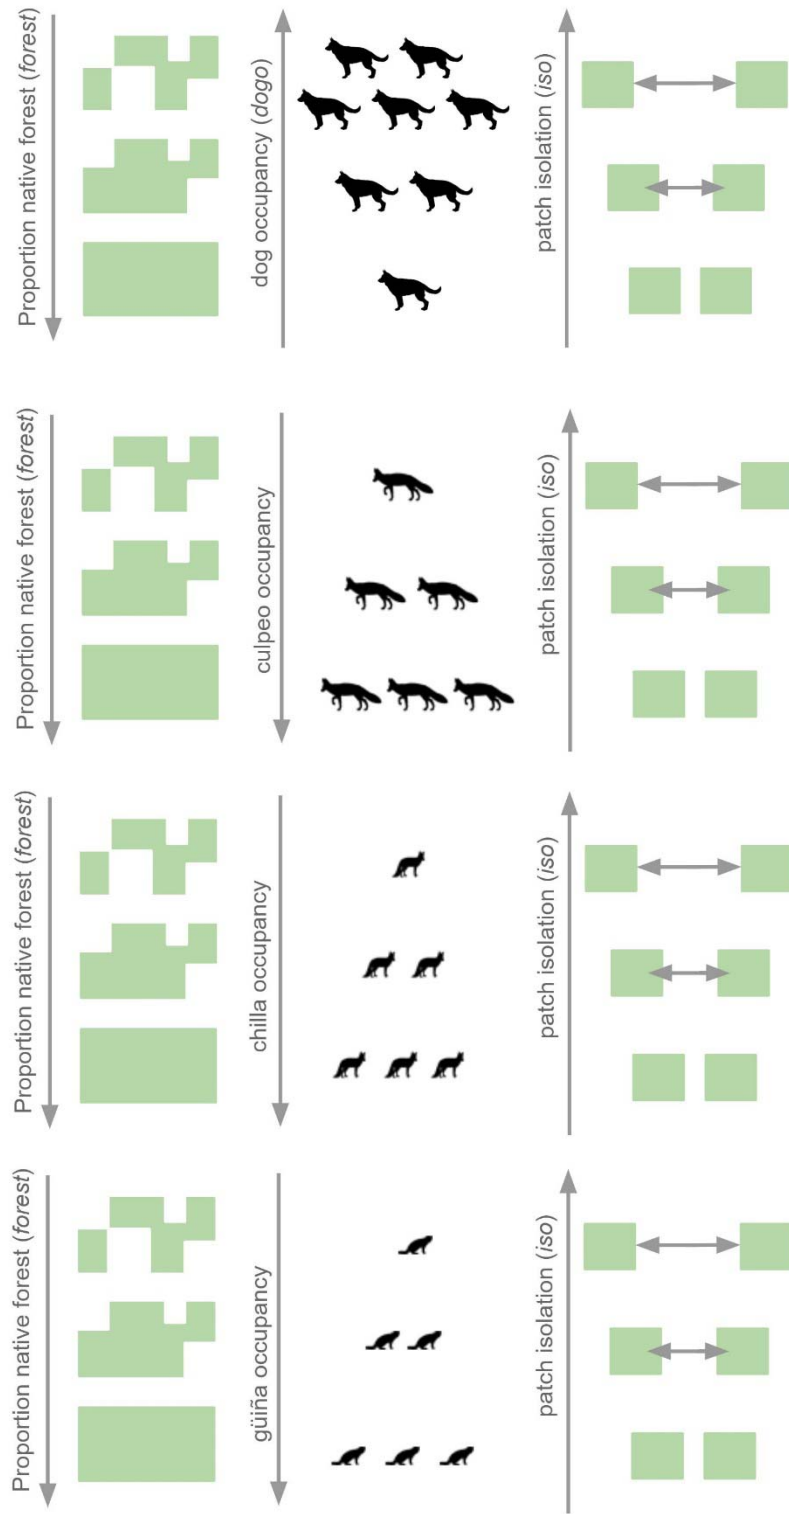 Proportion native forest (forest)
dog occupancy (dogo)
patch isolation (iso)
Proportion native forest (forest)
culpeo occupancy
patch isolation (iso)
Proportion native forest (forest)
chilla occupancy
patch isolation (iso)
Proportion native forest (forest)
güiña occupancy
patch isolation (iso)